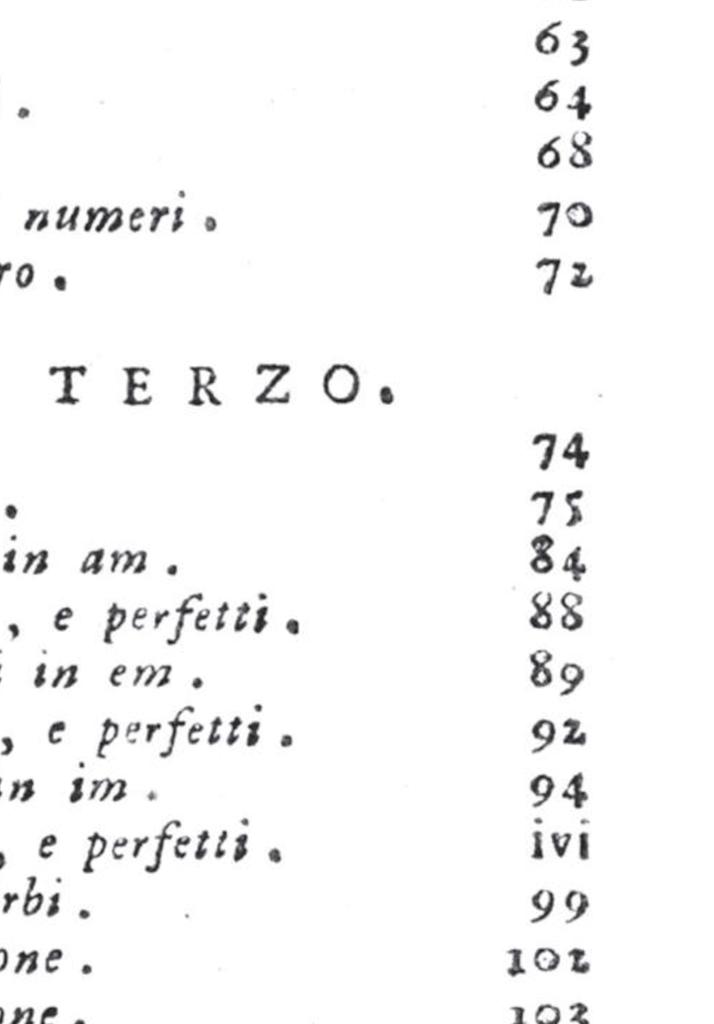 63
. 64
68
numeri . 70
ro . 72
TERZO.
74
. 75
in am . 84
, e perfetti . 88
in em . 89
, e perfetti . 92
in im . 94
, e perfetti . ivi
rbi . 99
one . 102
one . 103